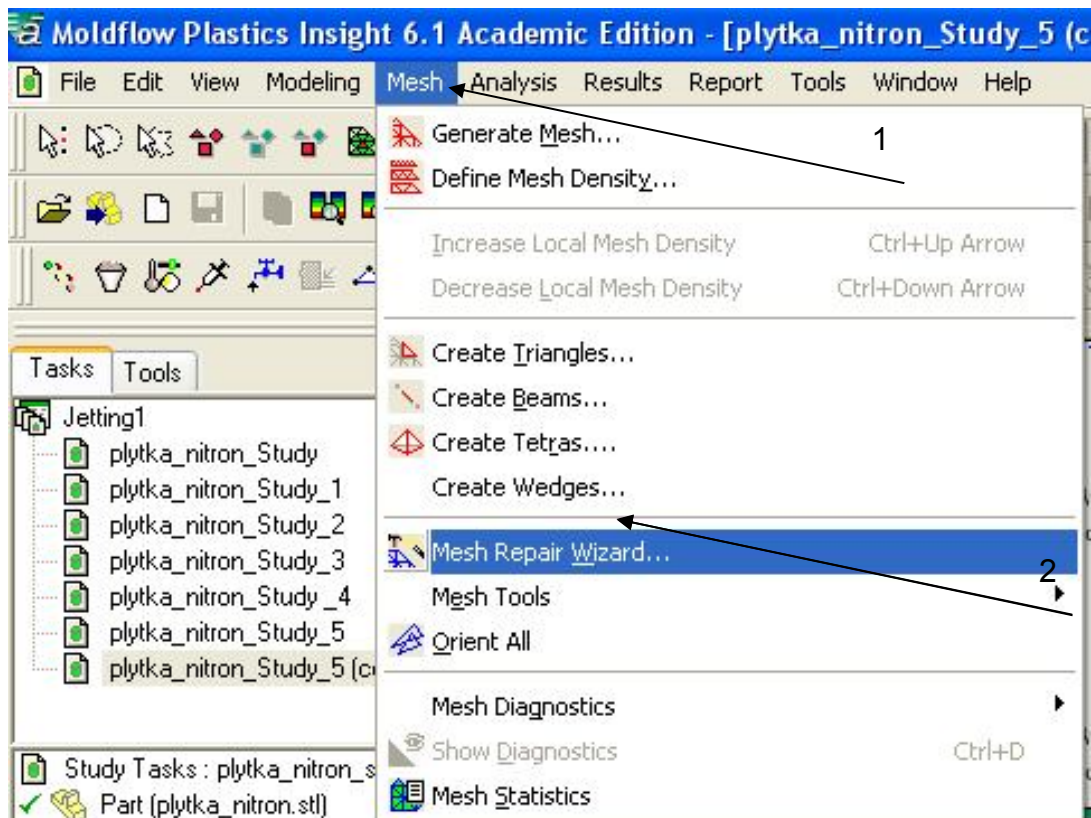 Moldflow Plastics Insight 6.1 Academic Edition - [plytka_nitron_Study_5 (c
File Edit View Modeling Mesh Analysis Results Report Tools Window Help
1
Generate Mesh...
Define Mesh Density...
Increase Local Mesh Density Ctrl+Up Arrow
Decrease Local Mesh Density Ctrl+Down Arrow
Create Triangles...
Create Beams...
Create Tetras....
Create Wedges...
Mesh Repair Wizard...
2
Mesh Tools
Orient All
Mesh Diagnostics
Show Diagnostics Ctrl+D
Mesh Statistics
Tasks Tools
Jetting1
plytka_nitron_Study
plytka_nitron_Study_1
plytka_nitron_Study_2
plytka_nitron_Study_3
plytka_nitron_Study _4
plytka_nitron_Study_5
plytka_nitron_Study_5 (c
Study Tasks : plytka_nitron_s
Part (plytka_nitron.stl)